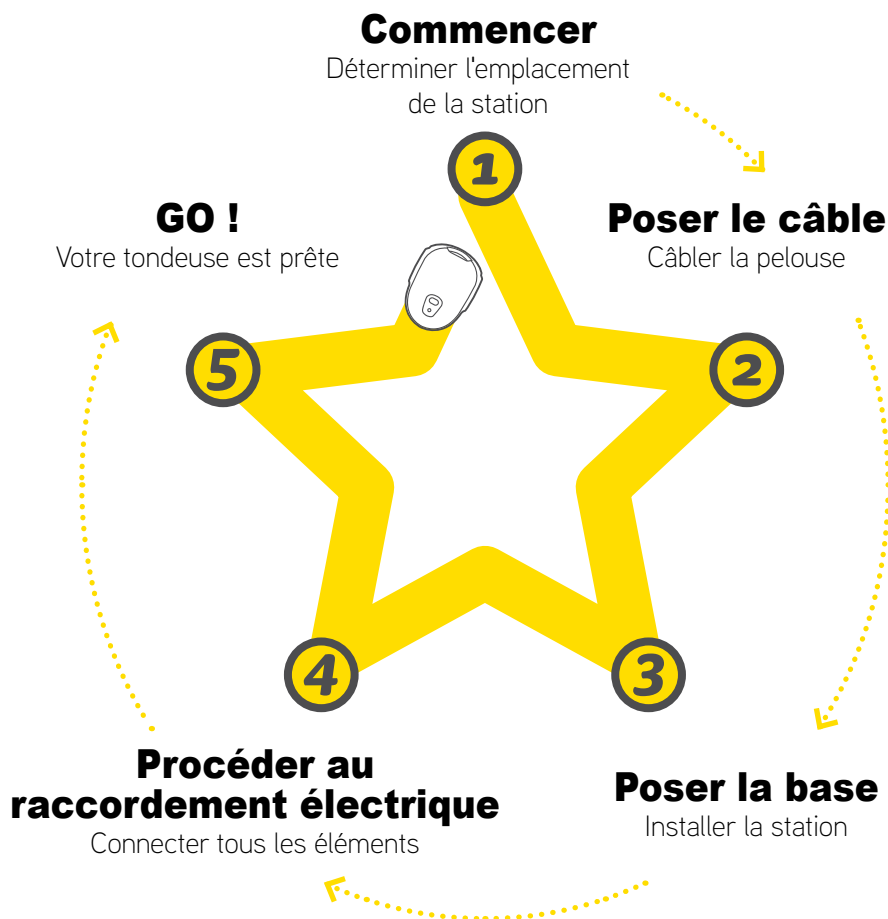 Commencer
Déterminer l'emplacement
de la station
1
Poser le câble
Câbler la pelouse
2
3
Poser la base
Installer la station
4
Procéder au
raccordement électrique
Connecter tous les éléments
5
GO !
Votre tondeuse est prête